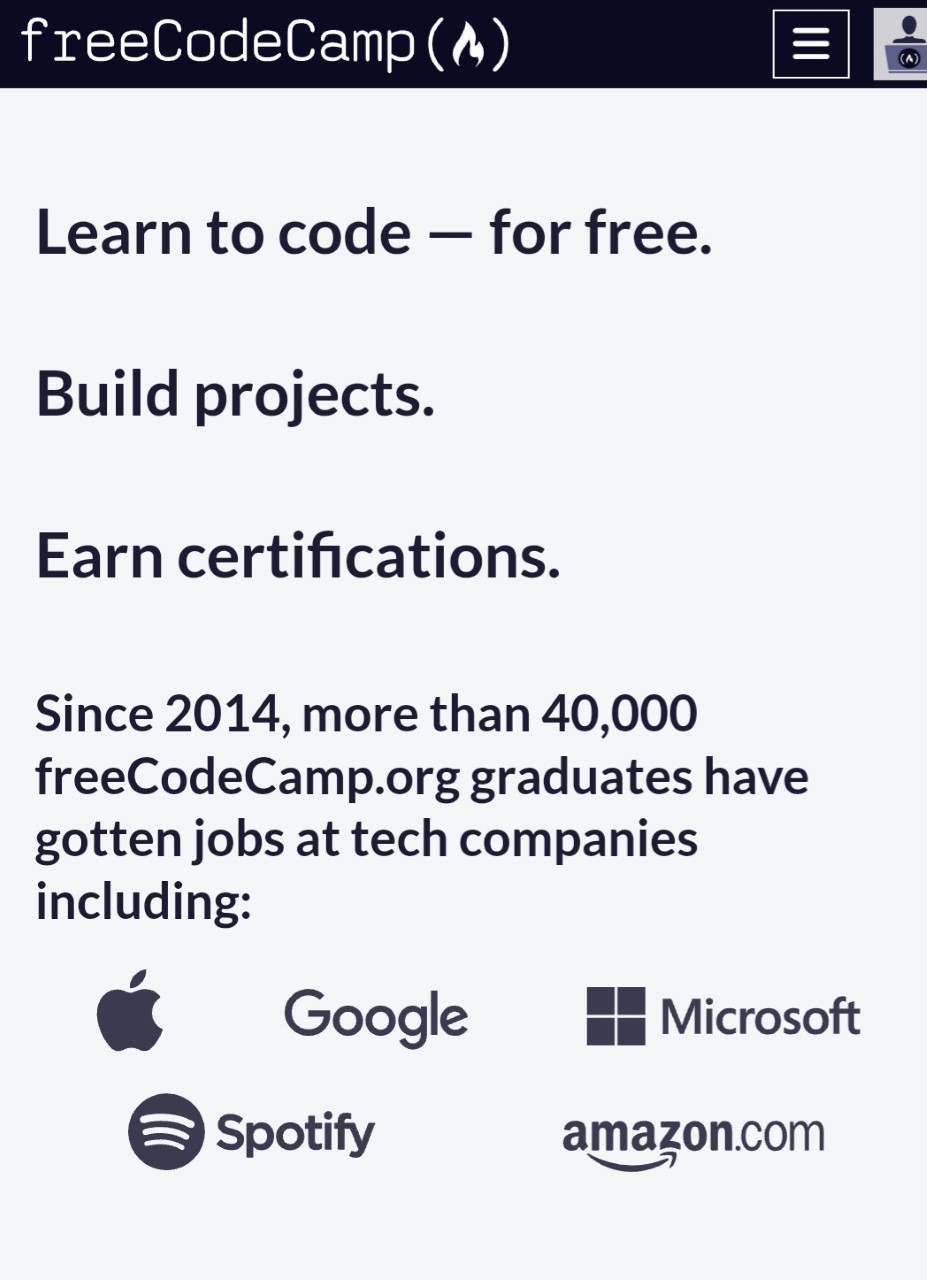 freeCodeCamp(🔥)
Learn to code — for free.
Build projects.
Earn certifications.
Since 2014, more than 40,000
freeCodeCamp.org graduates have
gotten jobs at tech companies
including:
Google Microsoft
Spotify amazon.com